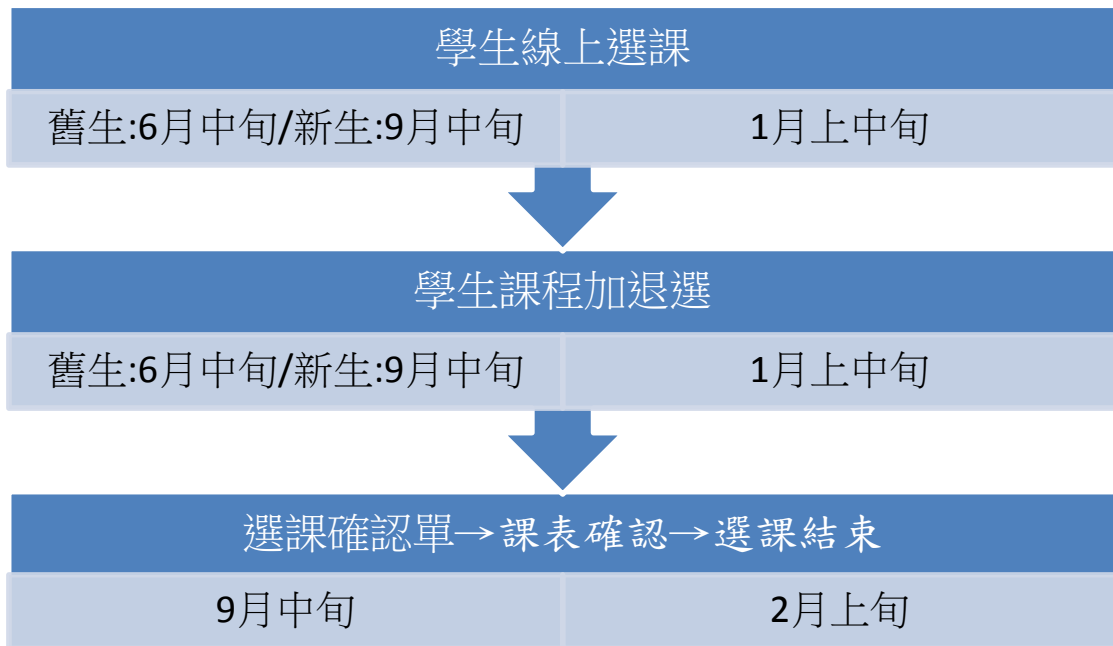 學生線上選課
舊生:6月中旬/新生:9月中旬
1月上中旬
學生課程加退選
舊生:6月中旬/新生:9月中旬
1月上中旬
選課確認單→課表確認→選課結束
9月中旬
2月上旬